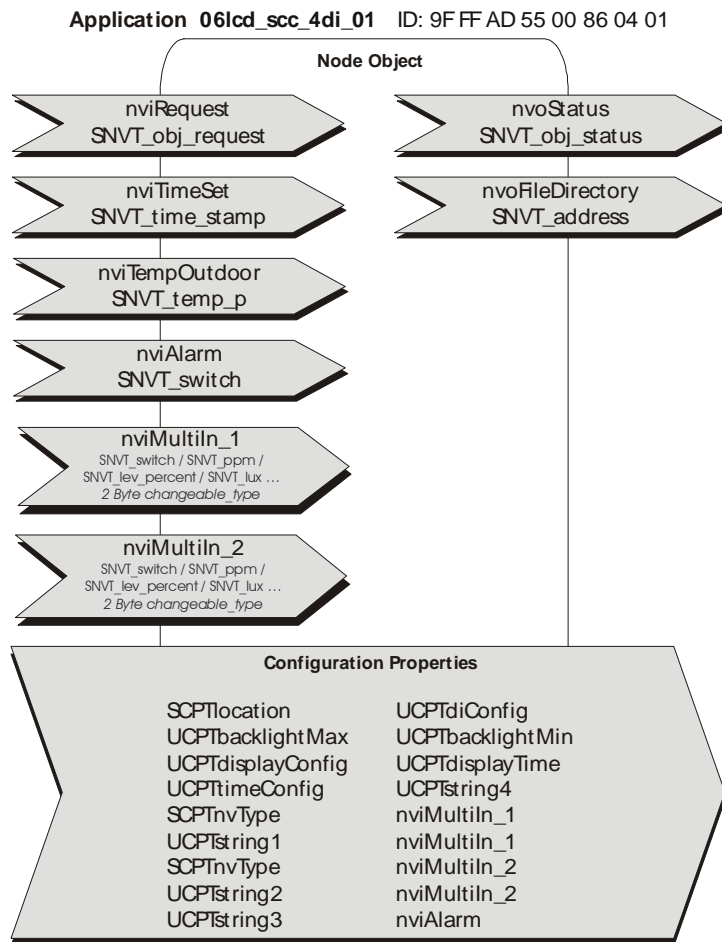 Application 06lcd_scc_4di_01 ID: 9F FF AD 55 00 86 04 01
Node Object
nviRequest
SNVT_obj_request
nvoStatus
SNVT_obj_status
nviTimeSet
SNVT_time_stamp
nvoFileDirectory
SNVT_address
nviTempOutdoor
SNVT_temp_p
nviAlarm
SNVT_switch
nviMultiIn_1
SNVT_switch / SNVT_ppm /
SNVT_lev_percent / SNVT_lux ...
2 Byte changeable_type
nviMultiIn_2
SNVT_switch / SNVT_ppm /
SNVT_lev_percent / SNVT_lux ...
2 Byte changeable_type
Configuration Properties
SCPTlocation UCPTdiConfig
UCPTbacklightMax UCPTbacklightMin
UCPTdisplayConfig UCPTdisplayTime
UCPTtimeConfig UCPTstring4
SCPTnvType nviMultiIn_1
UCPTstring1 nviMultiIn_1
SCPTnvType nviMultiIn_2
UCPTstring2 nviMultiIn_2
UCPTstring3 nviAlarm